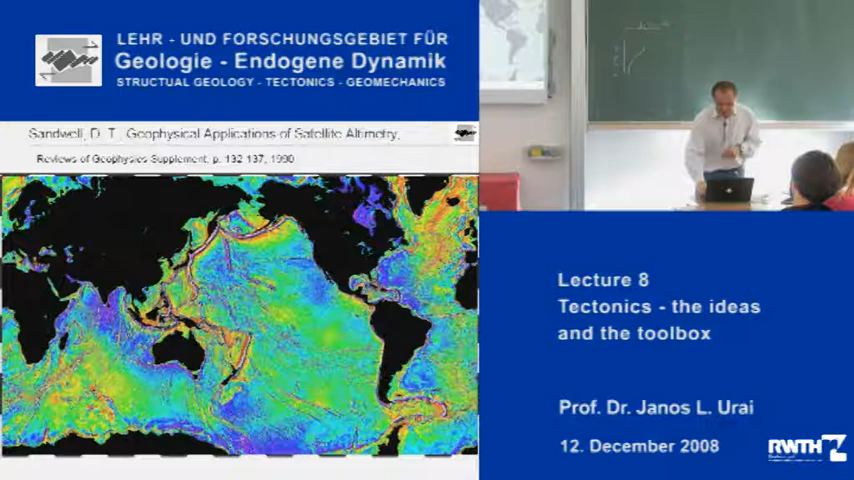 LEHR - UND FORSCHUNGSGEBIET FÜR
Geologie - Endogene Dynamik
STRUCTUAL GEOLOGY - TECTONICS - GEOMECHANICS
Sandwell, D. T., Geophysical Applications of Satellite Altimetry,
Reviews of Geophysics Supplement, p. 132-137, 1990
Lecture 8
Tectonics - the ideas
and the toolbox
Prof. Dr. Janos L. Urai
12. December 2008
RWTH